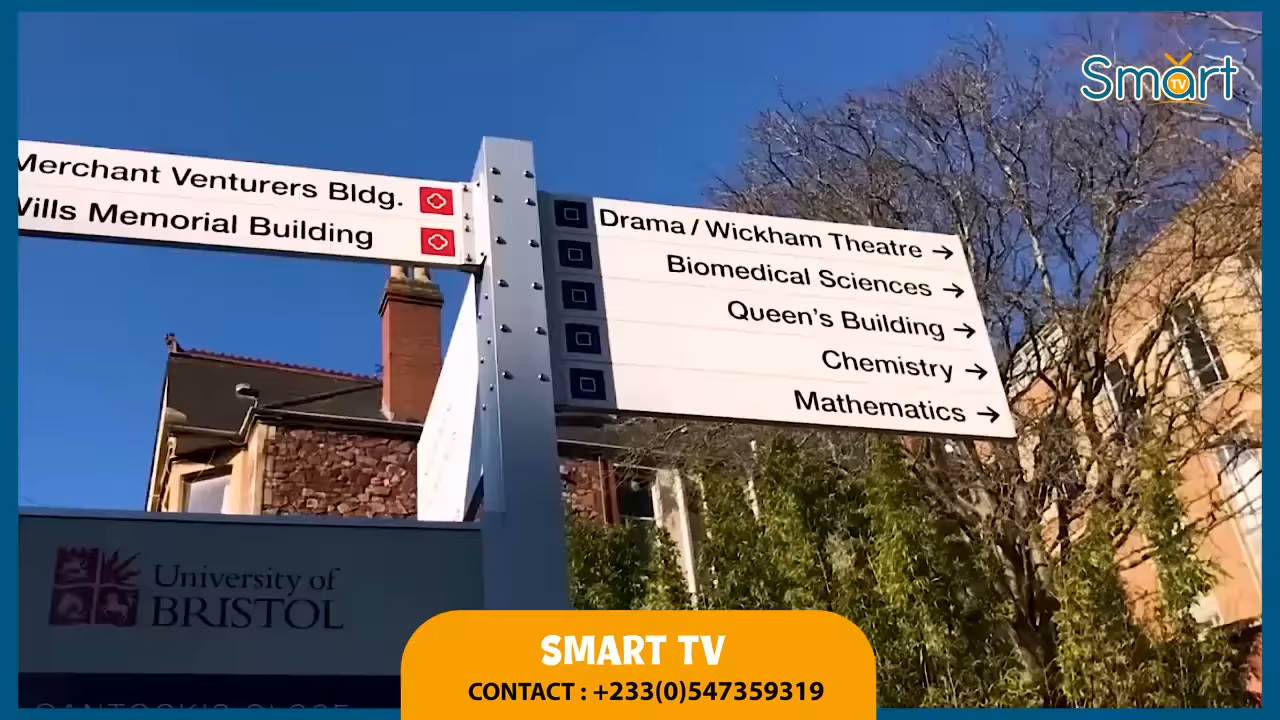 Smart
TV
Merchant Venturers Bldg.
Wills Memorial Building
Drama / Wickham Theatre →
Biomedical Sciences →
Queen's Building →
Chemistry →
Mathematics →
University of
BRISTOL
SMART TV
CONTACT : +233(0)547359319